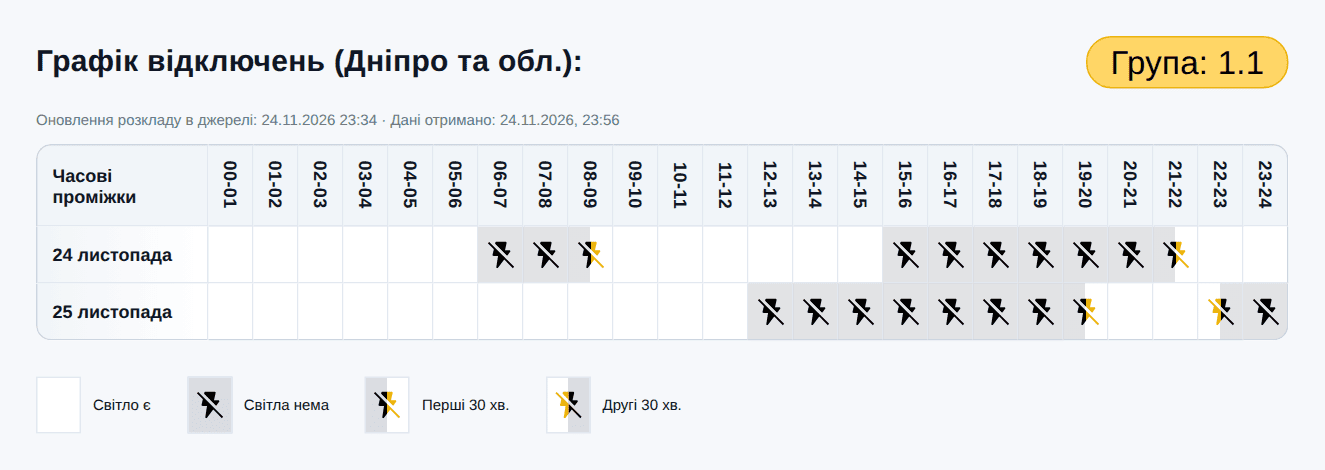 Графік відключень (Дніпро та обл.):
Група: 1.1
Оновлення розкладу в джерелі: 24.11.2026 23:34 · Дані отримано: 24.11.2026, 23:56
Часові
проміжки
00-01
01-02
02-03
03-04
04-05
05-06
06-07
07-08
08-09
09-10
10-11
11-12
12-13
13-14
14-15
15-16
16-17
17-18
18-19
19-20
20-21
21-22
22-23
23-24
24 листопада
25 листопада
Світло є
Світла нема
Перші 30 хв.
Другі 30 хв.